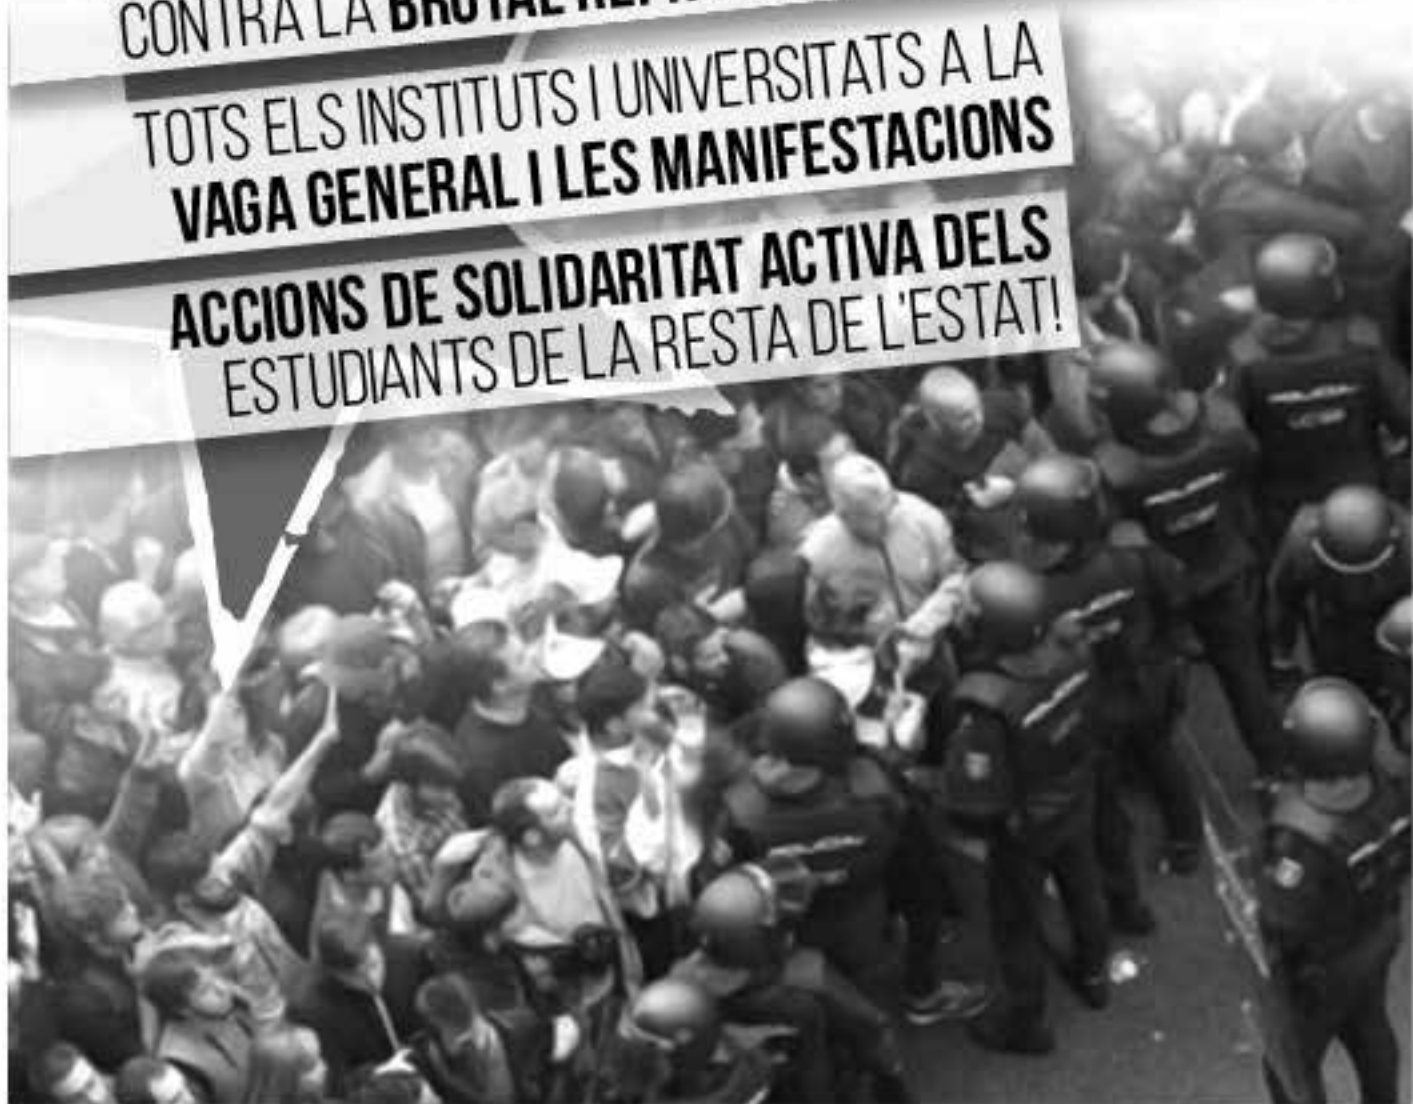 CONTRA LA BRUTAL
TOTS ELS INSTITUTS I UNIVERSITATS A LA
VAGA GENERAL I LES MANIFESTACIONS
ACCIONS DE SOLIDARITAT ACTIVA DELS
ESTUDIANTS DE LA RESTA DE L'ESTAT!